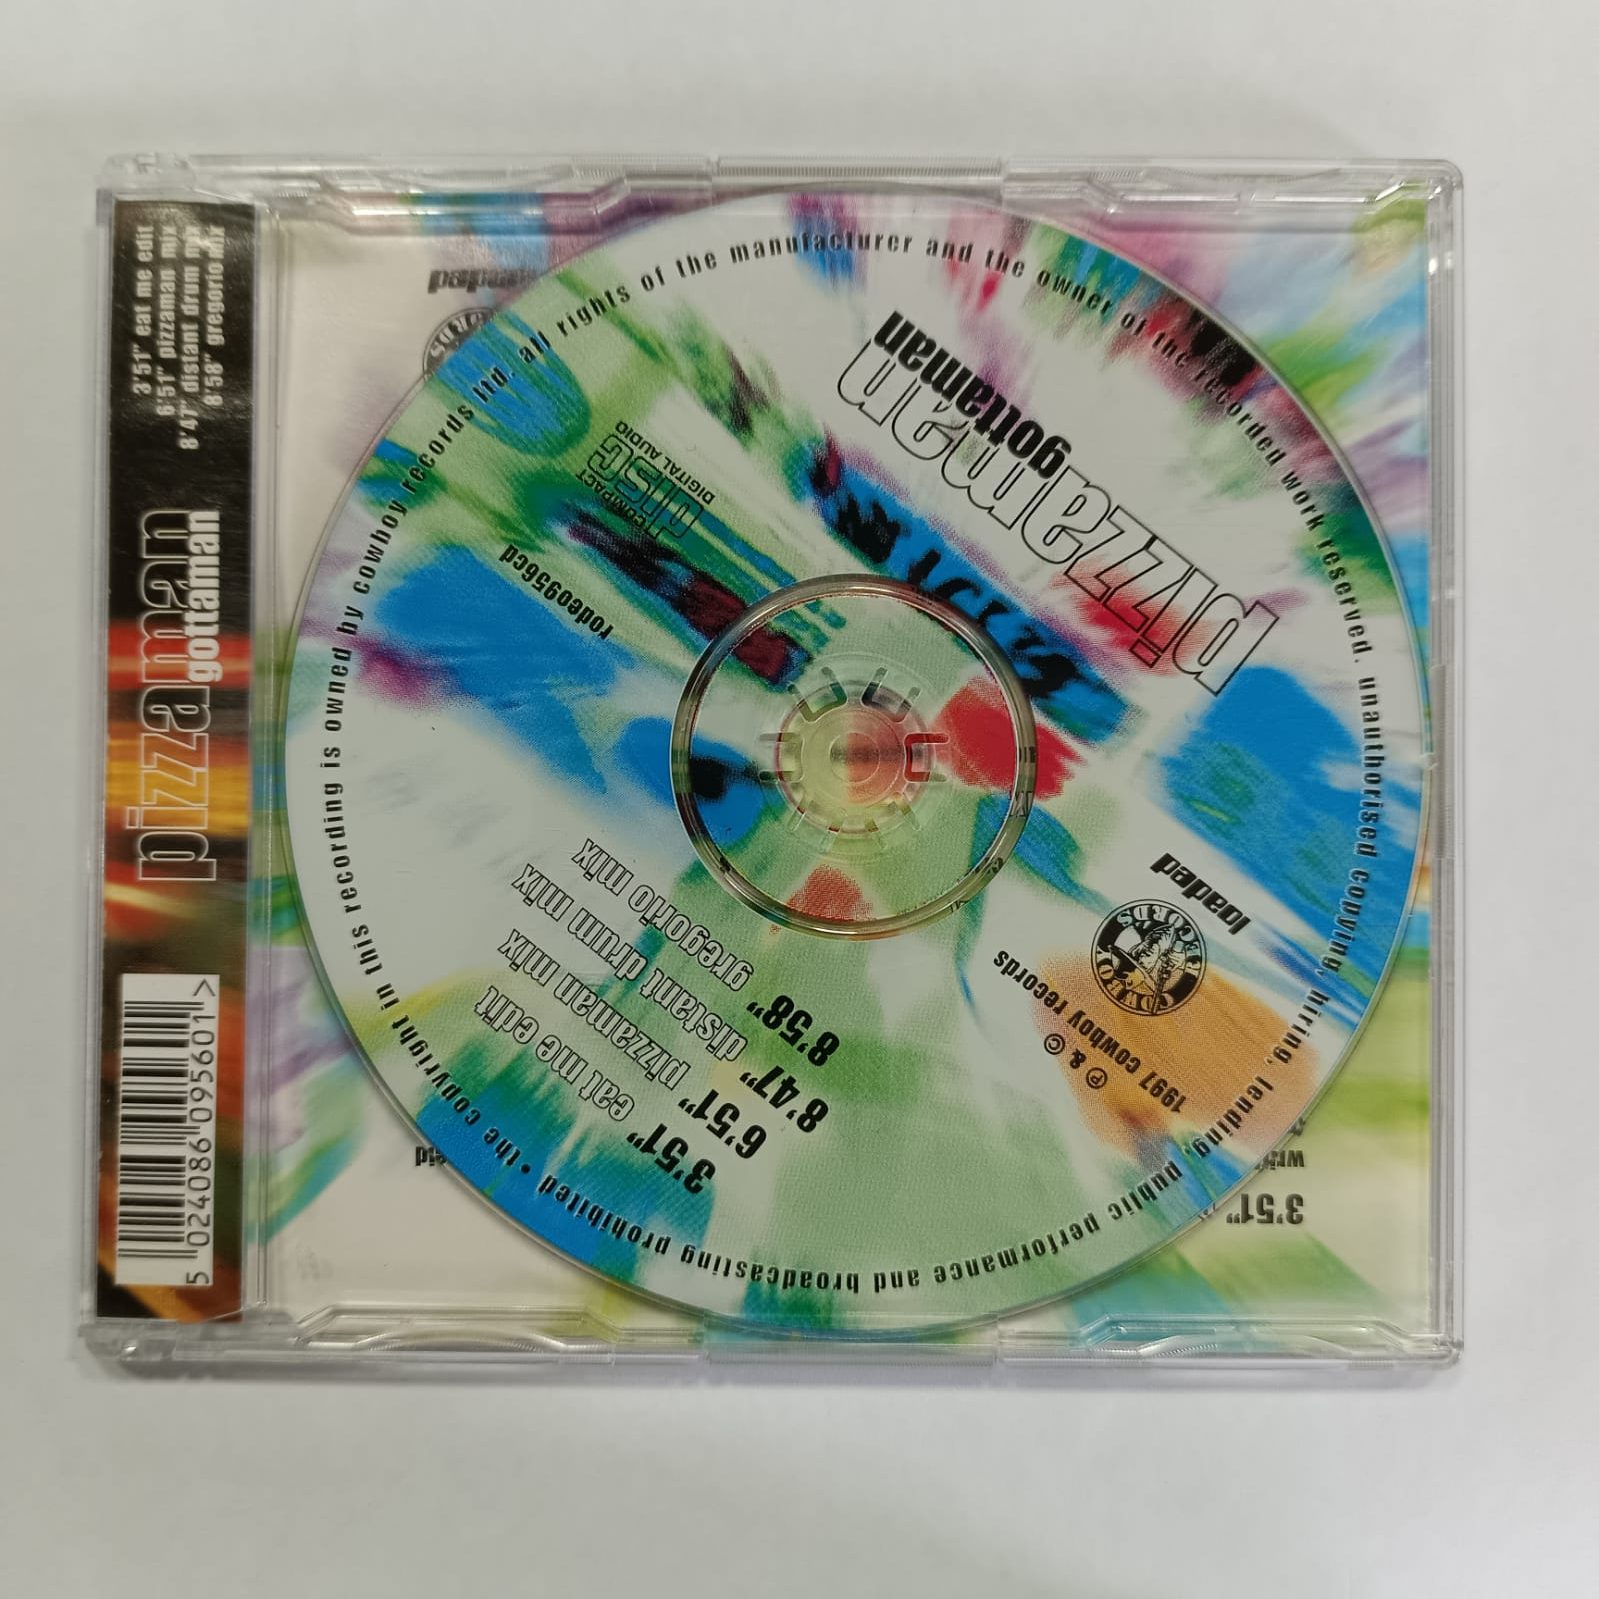 3'51" eat me edit
6'51" pizzaman mix
8'47" distant drum mix
8'58" gregorio mix
pizzaman
gottaman
5 024086 095601 >
pizzaman
gottaman
COMPACT
disc
DIGITAL AUDIO
rodeo956cd
loaded
COWBOY RECORDS
℗ & ©
1997 cowboy records
3'51" eat me edit
6'51" pizzaman mix
8'47" distant drum mix
8'58" gregorio mix
• the copyright in this recording is owned by cowboy records ltd. all rights of the manufacturer and the owner of the recorded work reserved. unauthorised copying, hiring, lending, public performance and broadcasting prohibited
3'51"